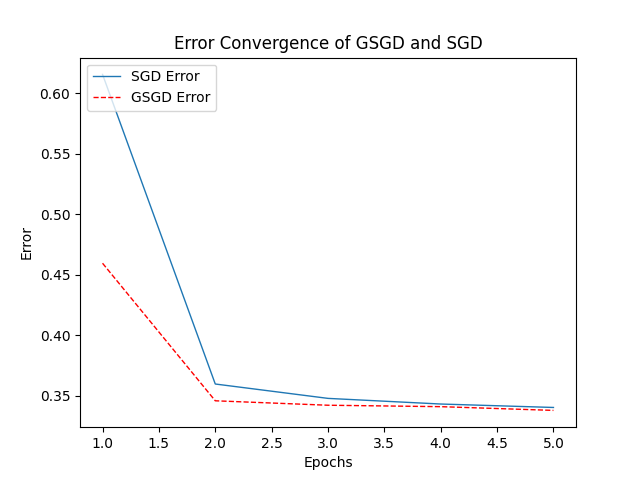 Error Convergence of GSGD and SGD
SGD Error
GSGD Error
Error
0.60
0.55
0.50
0.45
0.40
0.35
1.0 1.5 2.0 2.5 3.0 3.5 4.0 4.5 5.0
Epochs